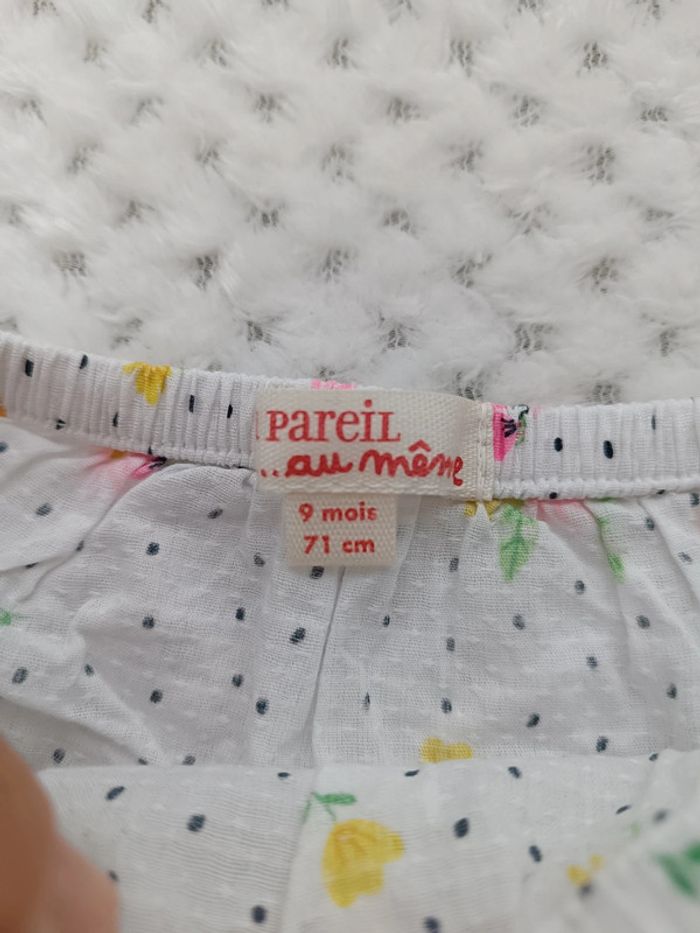 Pareil
..au même
9 mois
71 cm